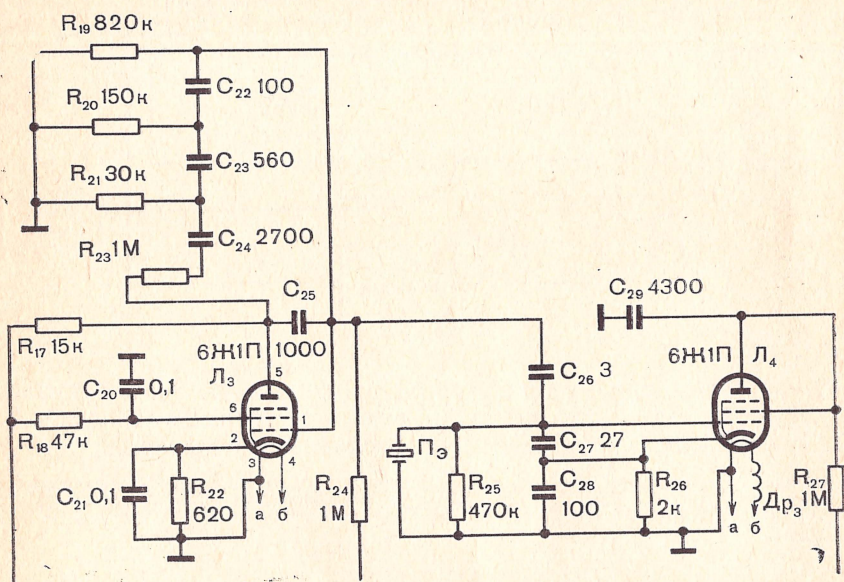 R₁₉ 820к
C₂₂ 100
R₂₀ 150к
C₂₃ 560
R₂₁ 30к
C₂₄ 2700
R₂₃ 1М
C₂₅
1000
C₂₉ 4300
R₁₇ 15к
6Ж1П
Л₃
5
6Ж1П Л₄
C₂₀ 0,1
C₂₆ 3
6
1
R₁₈ 47к
2
3
4
Пэ
C₂₇ 27
C₂₁ 0,1
R₂₂
620
а
б
R₂₄
1М
R₂₅
470к
C₂₈
100
R₂₆
2к
а
б
Др₃
R₂₇
1М